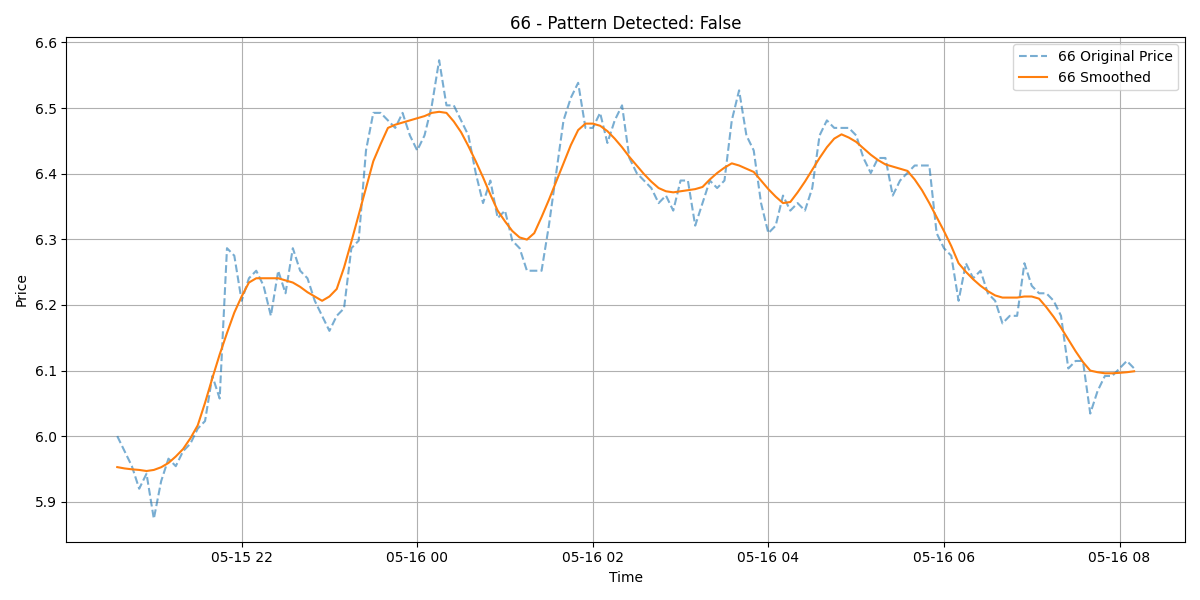 66 - Pattern Detected: False
66 Original Price
66 Smoothed
Price
6.6
6.5
6.4
6.3
6.2
6.1
6.0
5.9
05-15 22
05-16 00
05-16 02
05-16 04
05-16 06
05-16 08
Time